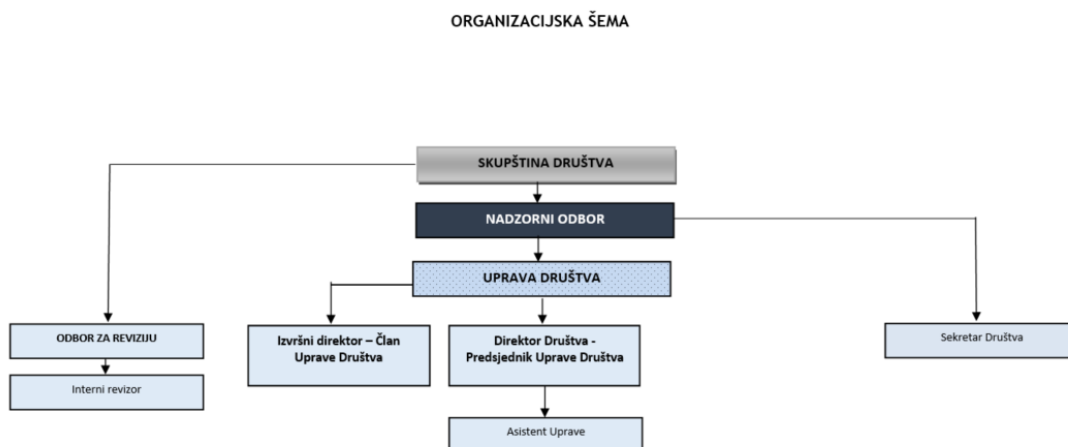 ORGANIZACIJSKA ŠEMA
SKUPŠTINA DRUŠTVA
NADZORNI ODBOR
UPRAVA DRUŠTVA
ODBOR ZA REVIZIJU
Izvršni direktor – Član
Uprave Društva
Direktor Društva -
Predsjednik Uprave Društva
Sekretar Društva
Interni revizor
Asistent Uprave